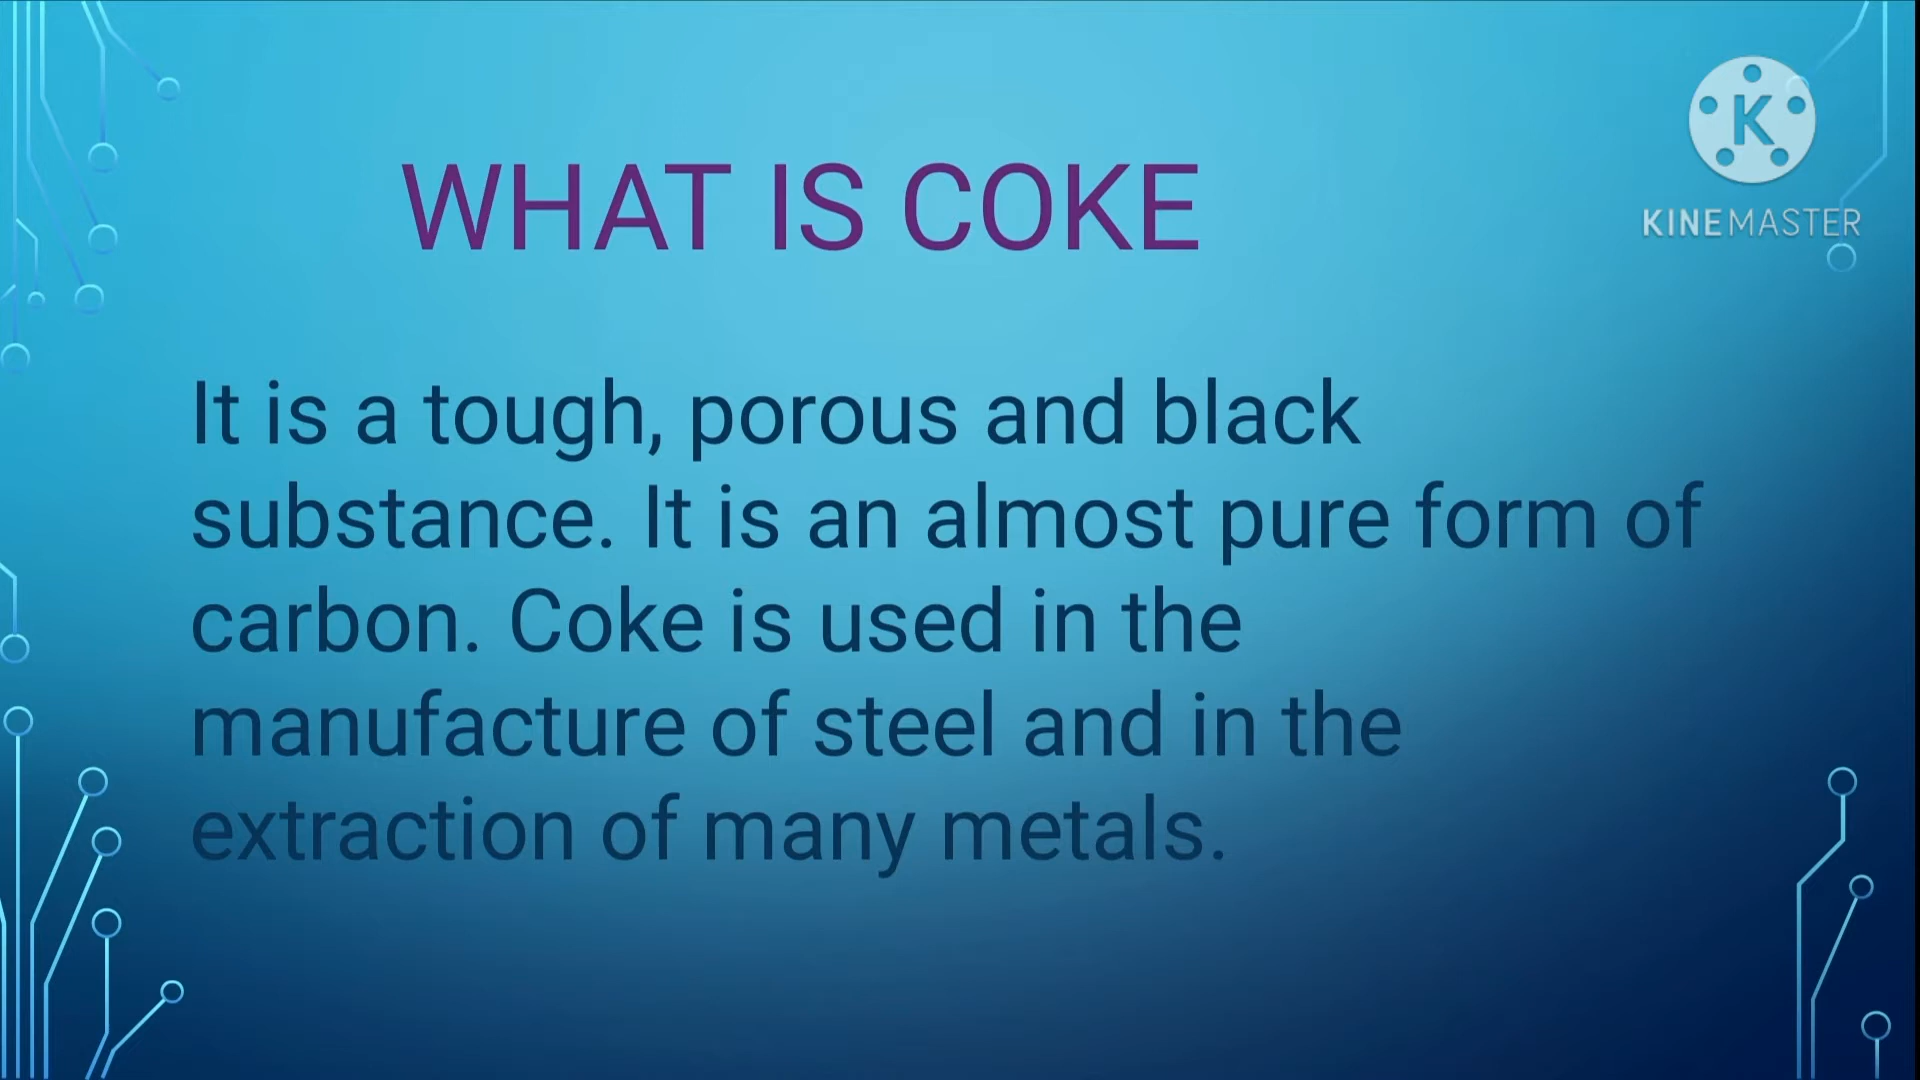 WHAT IS COKE
K
KINEMASTER
It is a tough, porous and black
substance. It is an almost pure form of
carbon. Coke is used in the
manufacture of steel and in the
extraction of many metals.